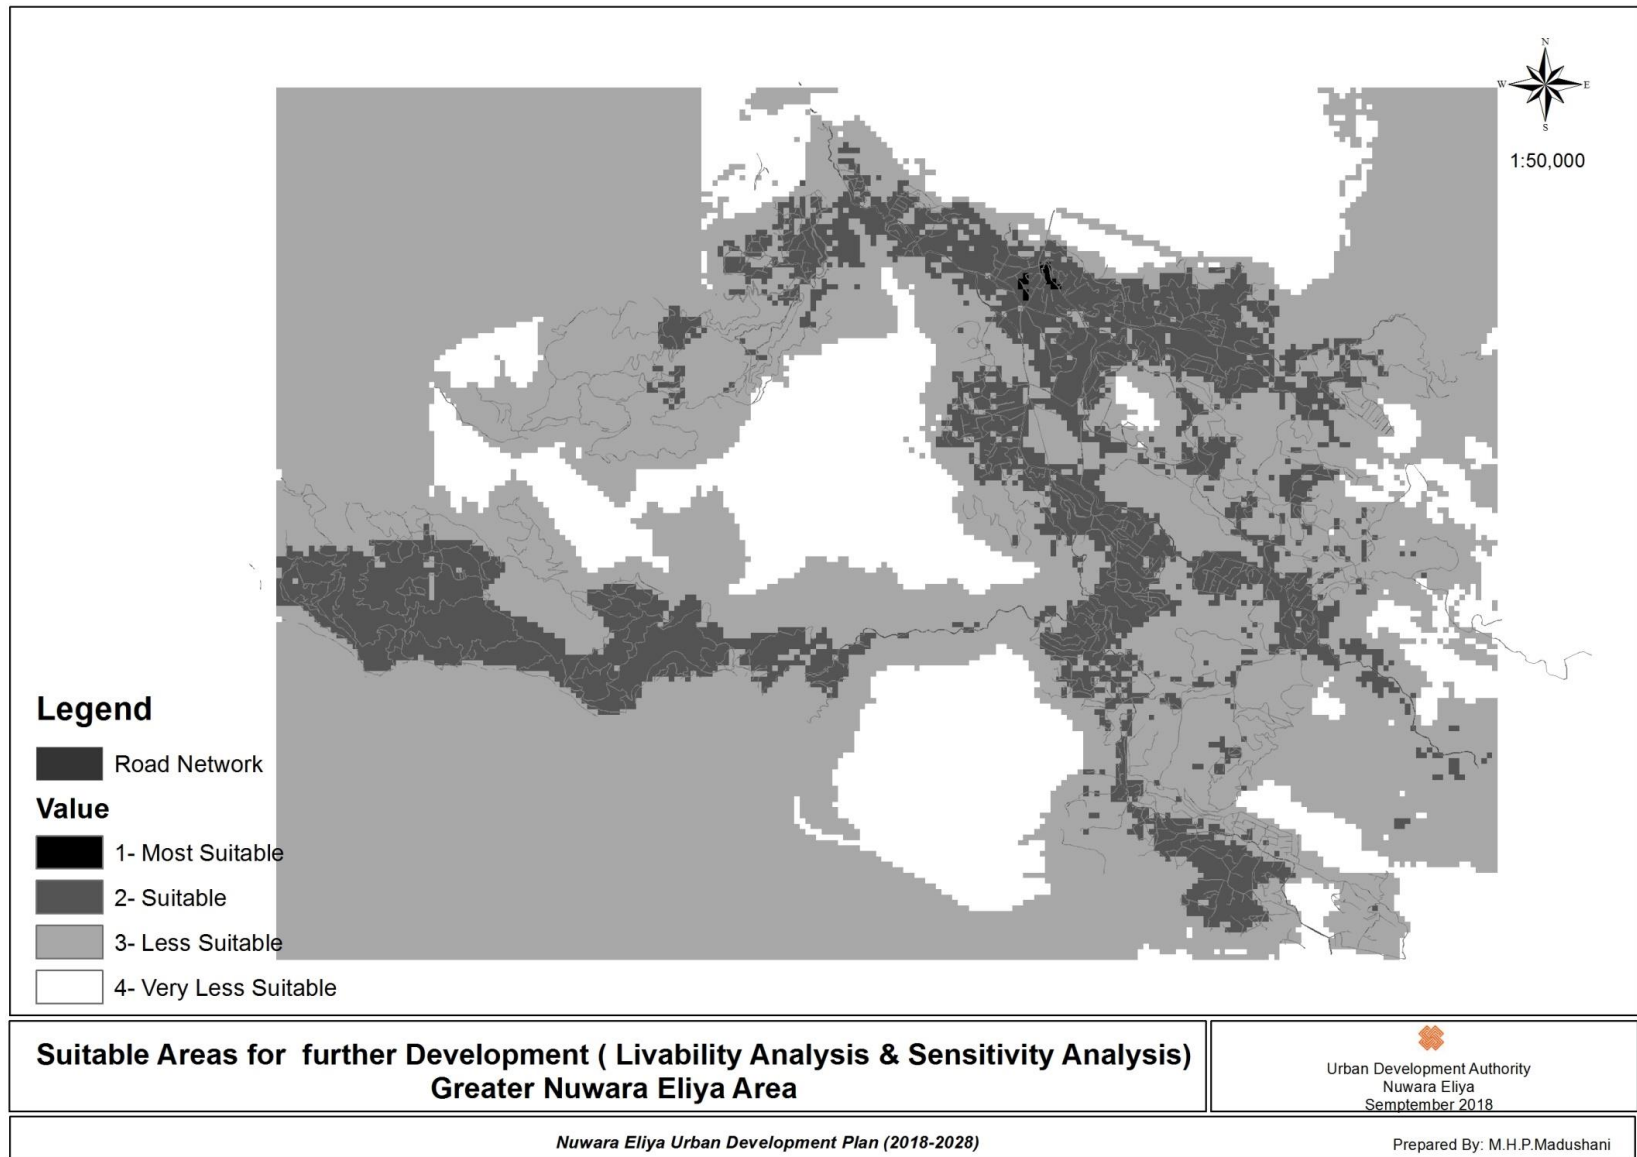 N
W E
S
1:50,000
Legend
Road Network
Value
1- Most Suitable
2- Suitable
3- Less Suitable
4- Very Less Suitable
Suitable Areas for further Development ( Livability Analysis & Sensitivity Analysis)
Greater Nuwara Eliya Area
Urban Development Authority
Nuwara Eliya
Semptember 2018
Nuwara Eliya Urban Development Plan (2018-2028)
Prepared By: M.H.P.Madushani